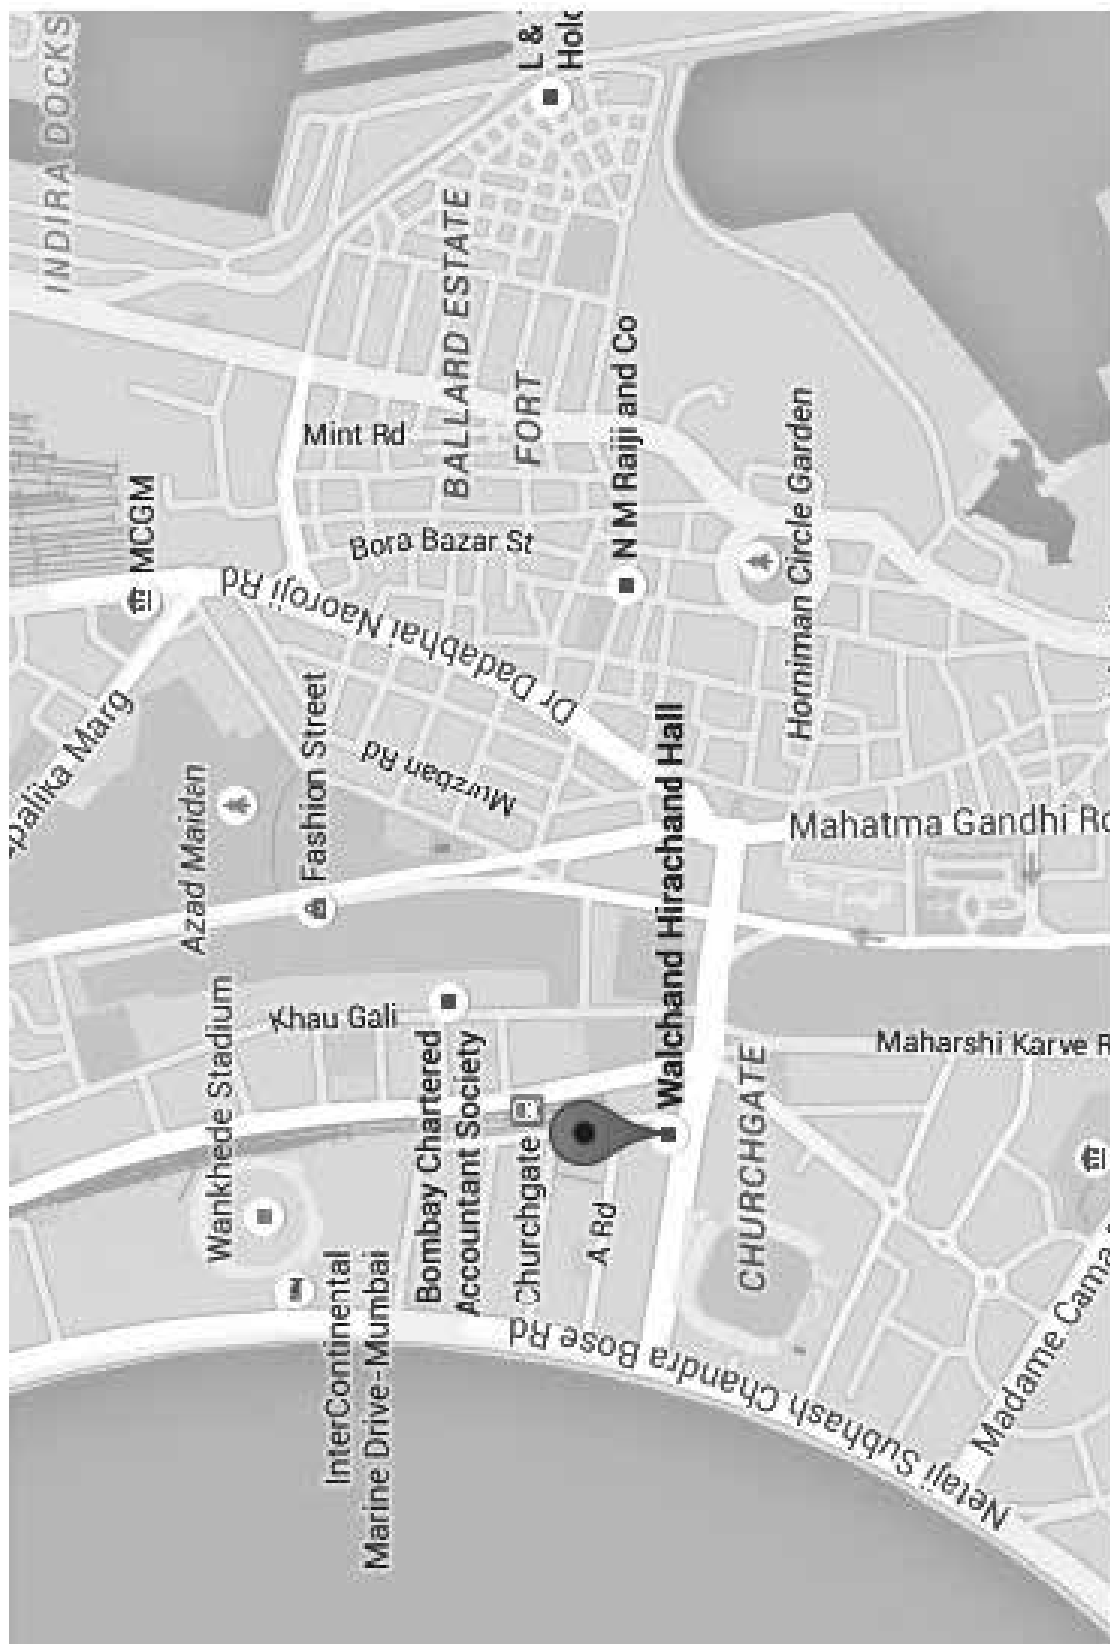 INDIRA DOCKS
L &
BALLARD ESTATE
FORT
Mint Rd
N M Raiji and Co
Horniman Circle Garden
MCGM
Bora Bazar St
Dr Dadabhai Naoroji Rd
Fashion Street
Murzban Rd
Azad Maiden
Walchand Hirachand Hall
Mahatma Gandhi
Marg
Wankhede Stadium
Khau Gali
Bombay Chartered
Accountant Society
Churchgate
CHURCHGATE
Maharshi Karve
A Rd
InterContinental
Marine Drive-Mumbai
Netaji Subhash Chandra Bose Rd
Madame Cama